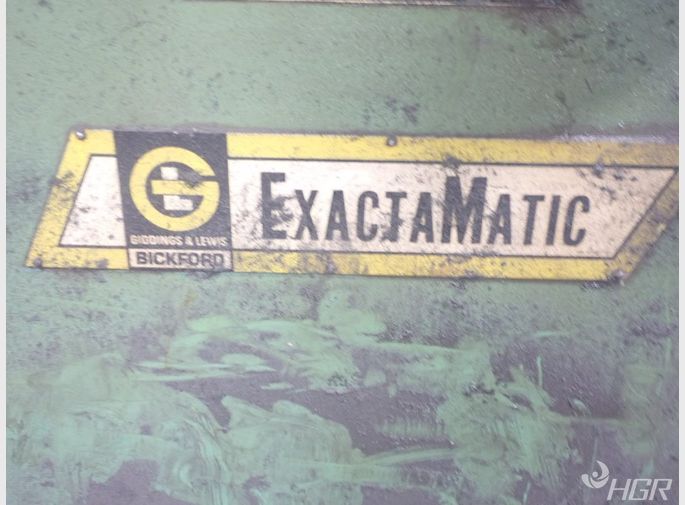 EXACTAMATIC
GIDDINGS & LEWIS
BICKFORD
HGR